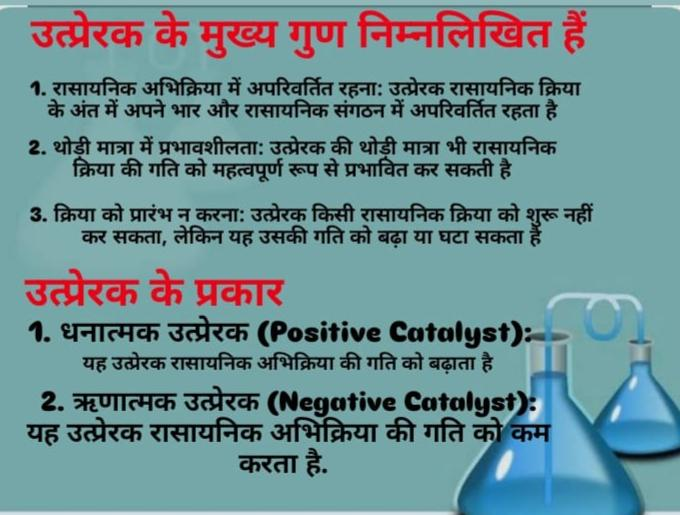 उत्प्रेरक के मुख्य गुण निम्नलिखित हैं
1. रासायनिक अभिक्रिया में अपरिवर्तित रहना: उत्प्रेरक रासायनिक क्रिया
के अंत में अपने भार और रासायनिक संगठन में अपरिवर्तित रहता है
2. थोड़ी मात्रा में प्रभावशीलता: उत्प्रेरक की थोड़ी मात्रा भी रासायनिक
क्रिया की गति को महत्वपूर्ण रूप से प्रभावित कर सकती है
3. क्रिया को प्रारंभ न करना: उत्प्रेरक किसी रासायनिक क्रिया को शुरू नहीं
कर सकता, लेकिन यह उसकी गति को बढ़ा या घटा सकता है
उत्प्रेरक के प्रकार
1. धनात्मक उत्प्रेरक (Positive Catalyst):
यह उत्प्रेरक रासायनिक अभिक्रिया की गति को बढ़ाता है
2. ऋणात्मक उत्प्रेरक (Negative Catalyst):
यह उत्प्रेरक रासायनिक अभिक्रिया की गति को कम
करता है.